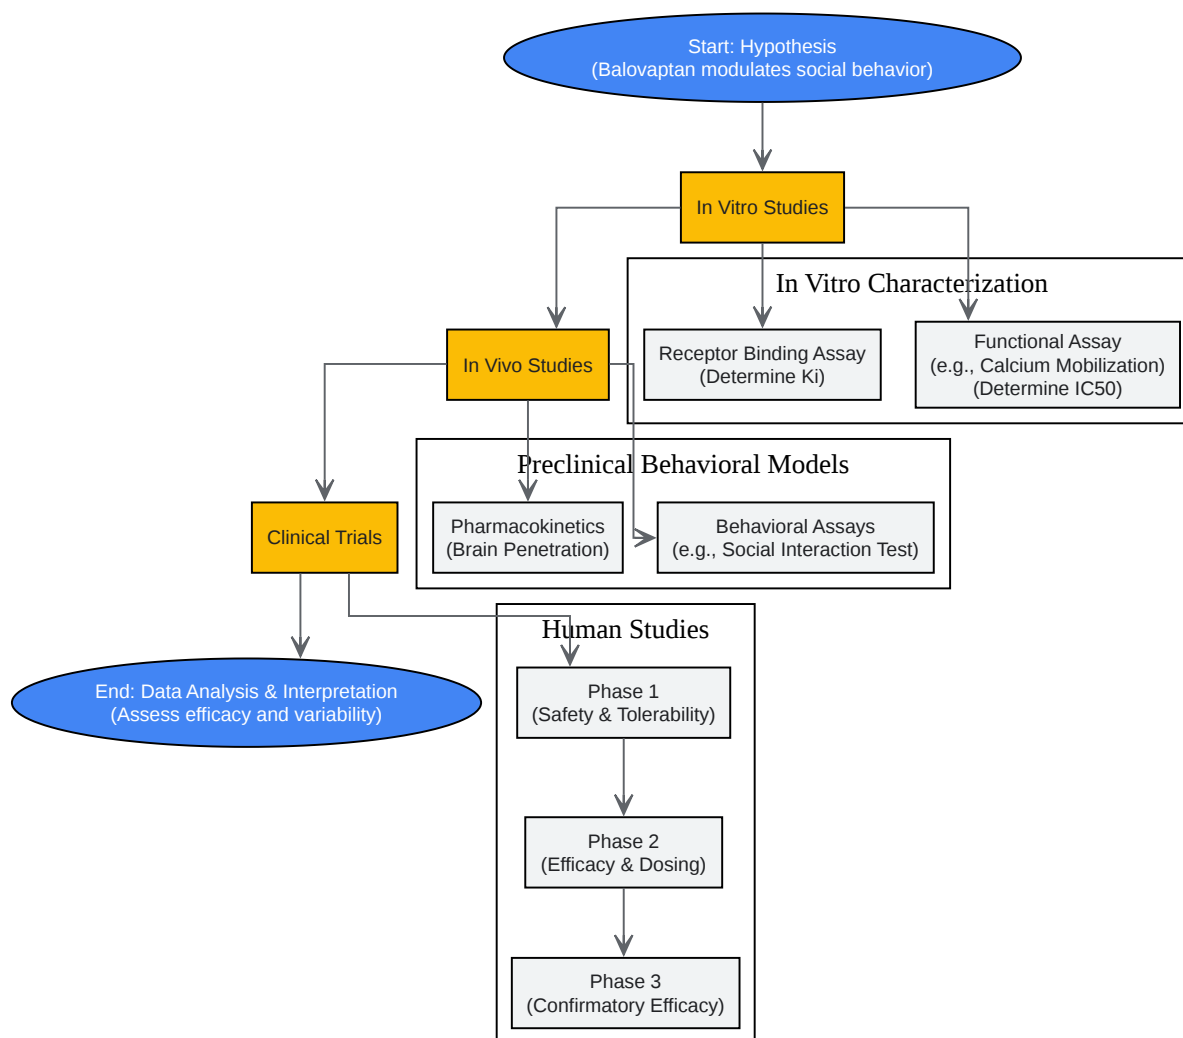 Start: Hypothesis
(Balovaptan modulates social behavior)
In Vitro Studies
In Vitro Characterization
Receptor Binding Assay
(Determine Ki)
Functional Assay
(e.g., Calcium Mobilization)
(Determine IC50)
In Vivo Studies
Preclinical Behavioral Models
Pharmacokinetics
(Brain Penetration)
Behavioral Assays
(e.g., Social Interaction Test)
Clinical Trials
Human Studies
Phase 1
(Safety & Tolerability)
End: Data Analysis & Interpretation
(Assess efficacy and variability)
Phase 2
(Efficacy & Dosing)
Phase 3
(Confirmatory Efficacy)